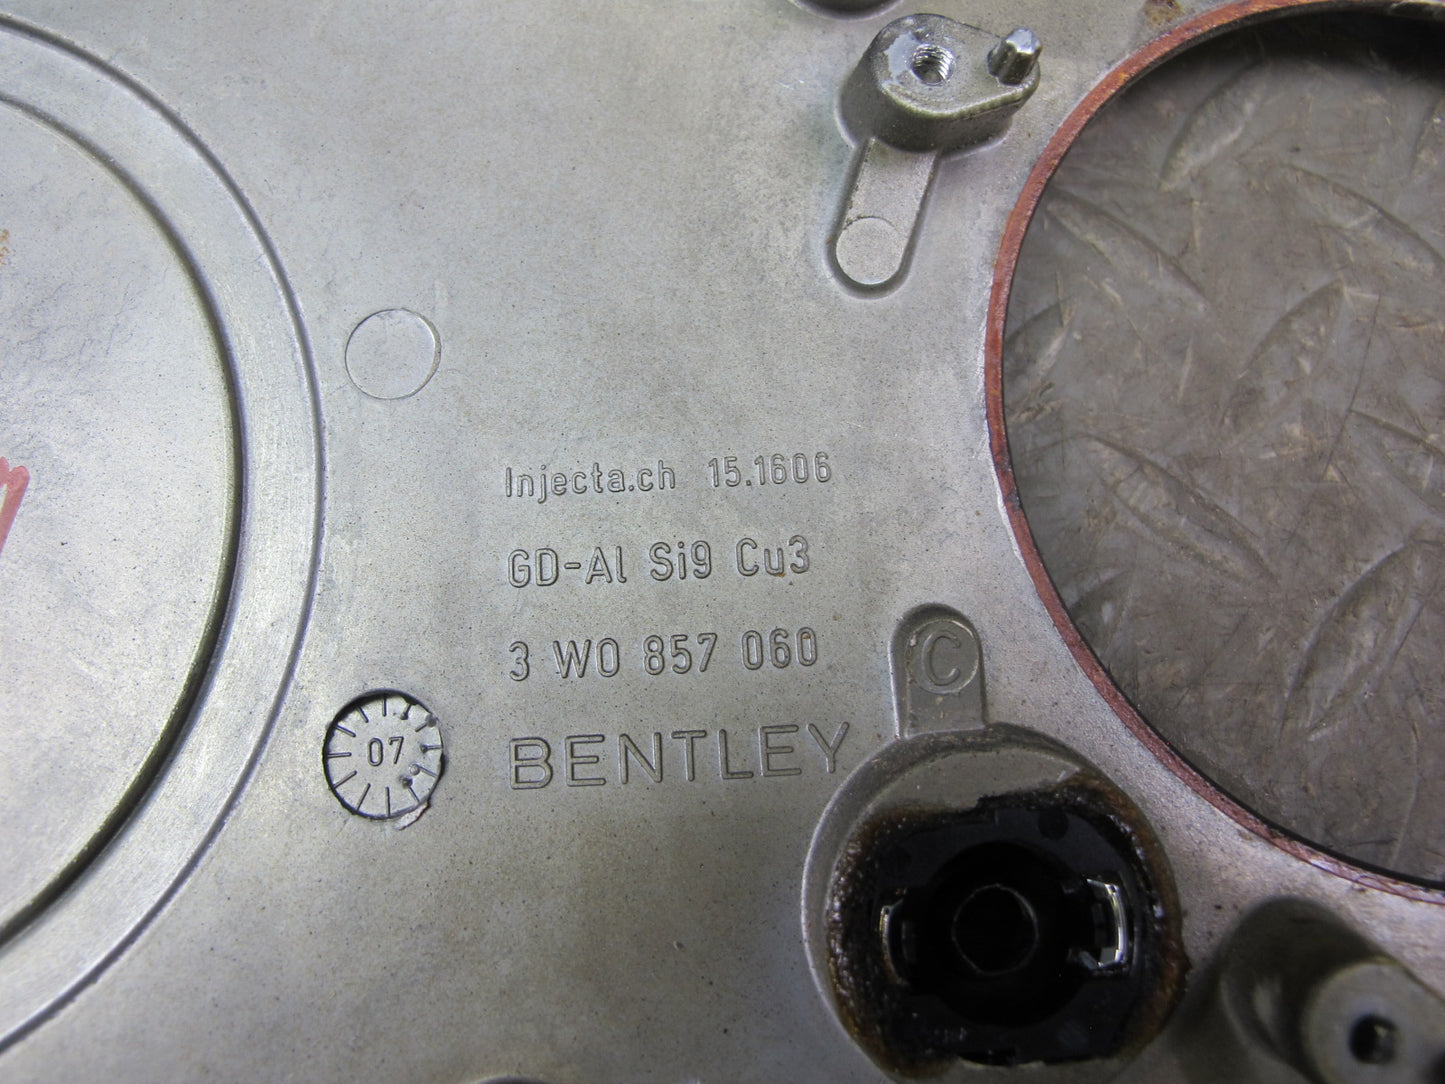 Injecta.ch 15.1606
GD-Al Si9 Cu3
3 W0 857 060
C
07
BENTLEY